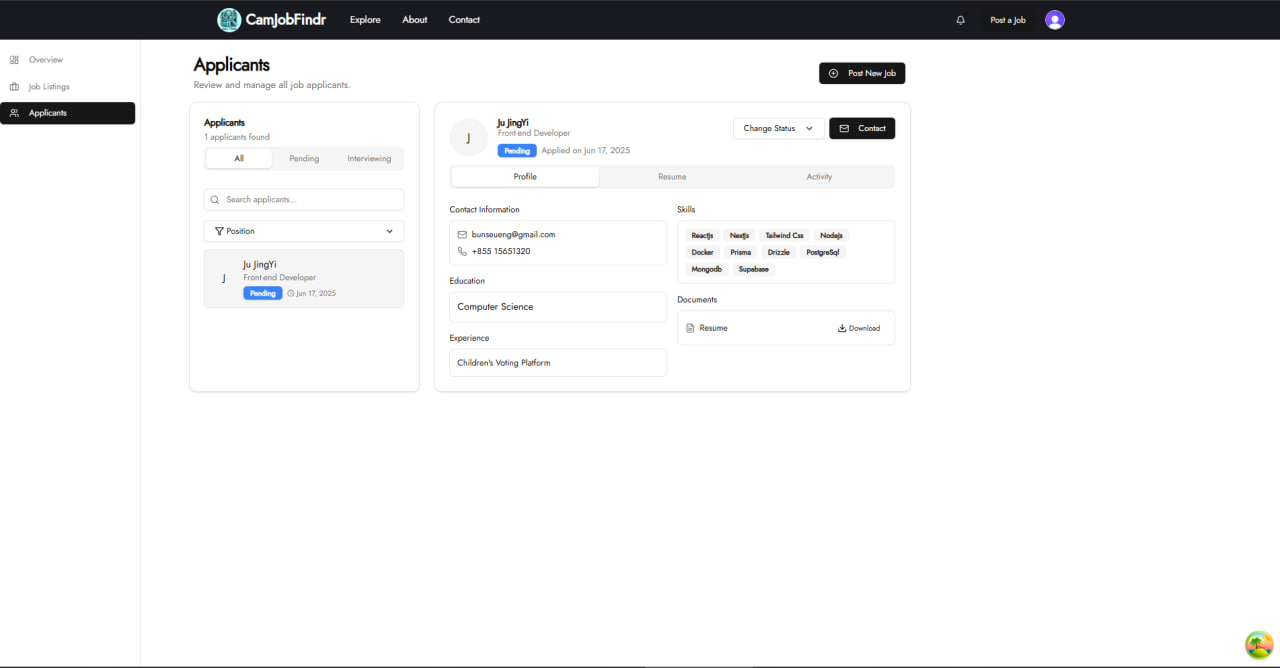 CamJobFindr Explore About Contact Post a Job
Overview
Job Listings
Applicants
Applicants
Review and manage all job applicants.
Post New Job
Applicants
1 applicants found
All Pending Interviewing
Search applicants...
Position
J
Ju JingYi
Front-end Developer
Pending Jun 17, 2025
J
Ju JingYi
Front-end Developer
Pending Applied on Jun 17, 2025
Change Status
Contact
Profile Resume Activity
Contact Information
bunseueng@gmail.com
+855 15651320
Education
Computer Science
Experience
Children's Voting Platform
Skills
Reactjs Nextjs Tailwind Css Nodejs
Docker Prisma Drizzle PostgreSql
Mongodb Supabase
Documents
Resume Download